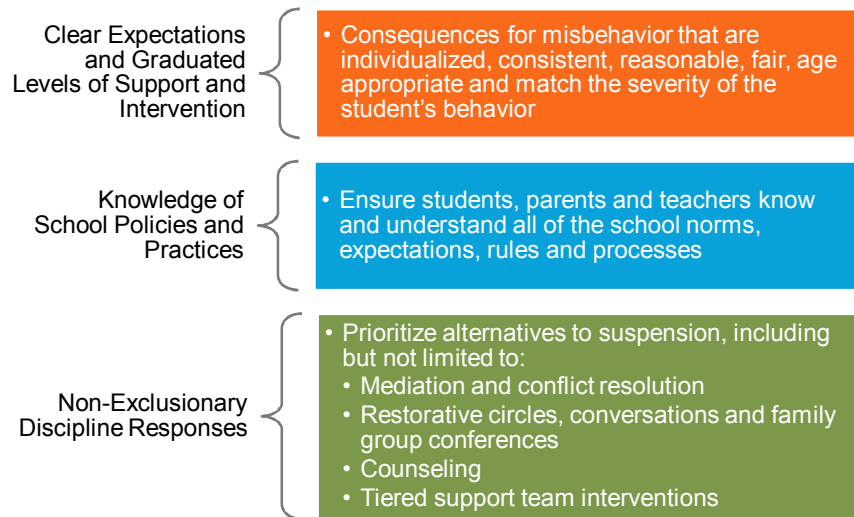 Clear Expectations
and Graduated
Levels of Support and
Intervention
• Consequences for misbehavior that are
individualized, consistent, reasonable, fair, age
appropriate and match the severity of the
student's behavior
Knowledge of
School Policies and
Practices
• Ensure students, parents and teachers know
and understand all of the school norms,
expectations, rules and processes
Non-Exclusionary
Discipline Responses
• Prioritize alternatives to suspension, including
but not limited to:
• Mediation and conflict resolution
• Restorative circles, conversations and family
group conferences
• Counseling
• Tiered support team interventions